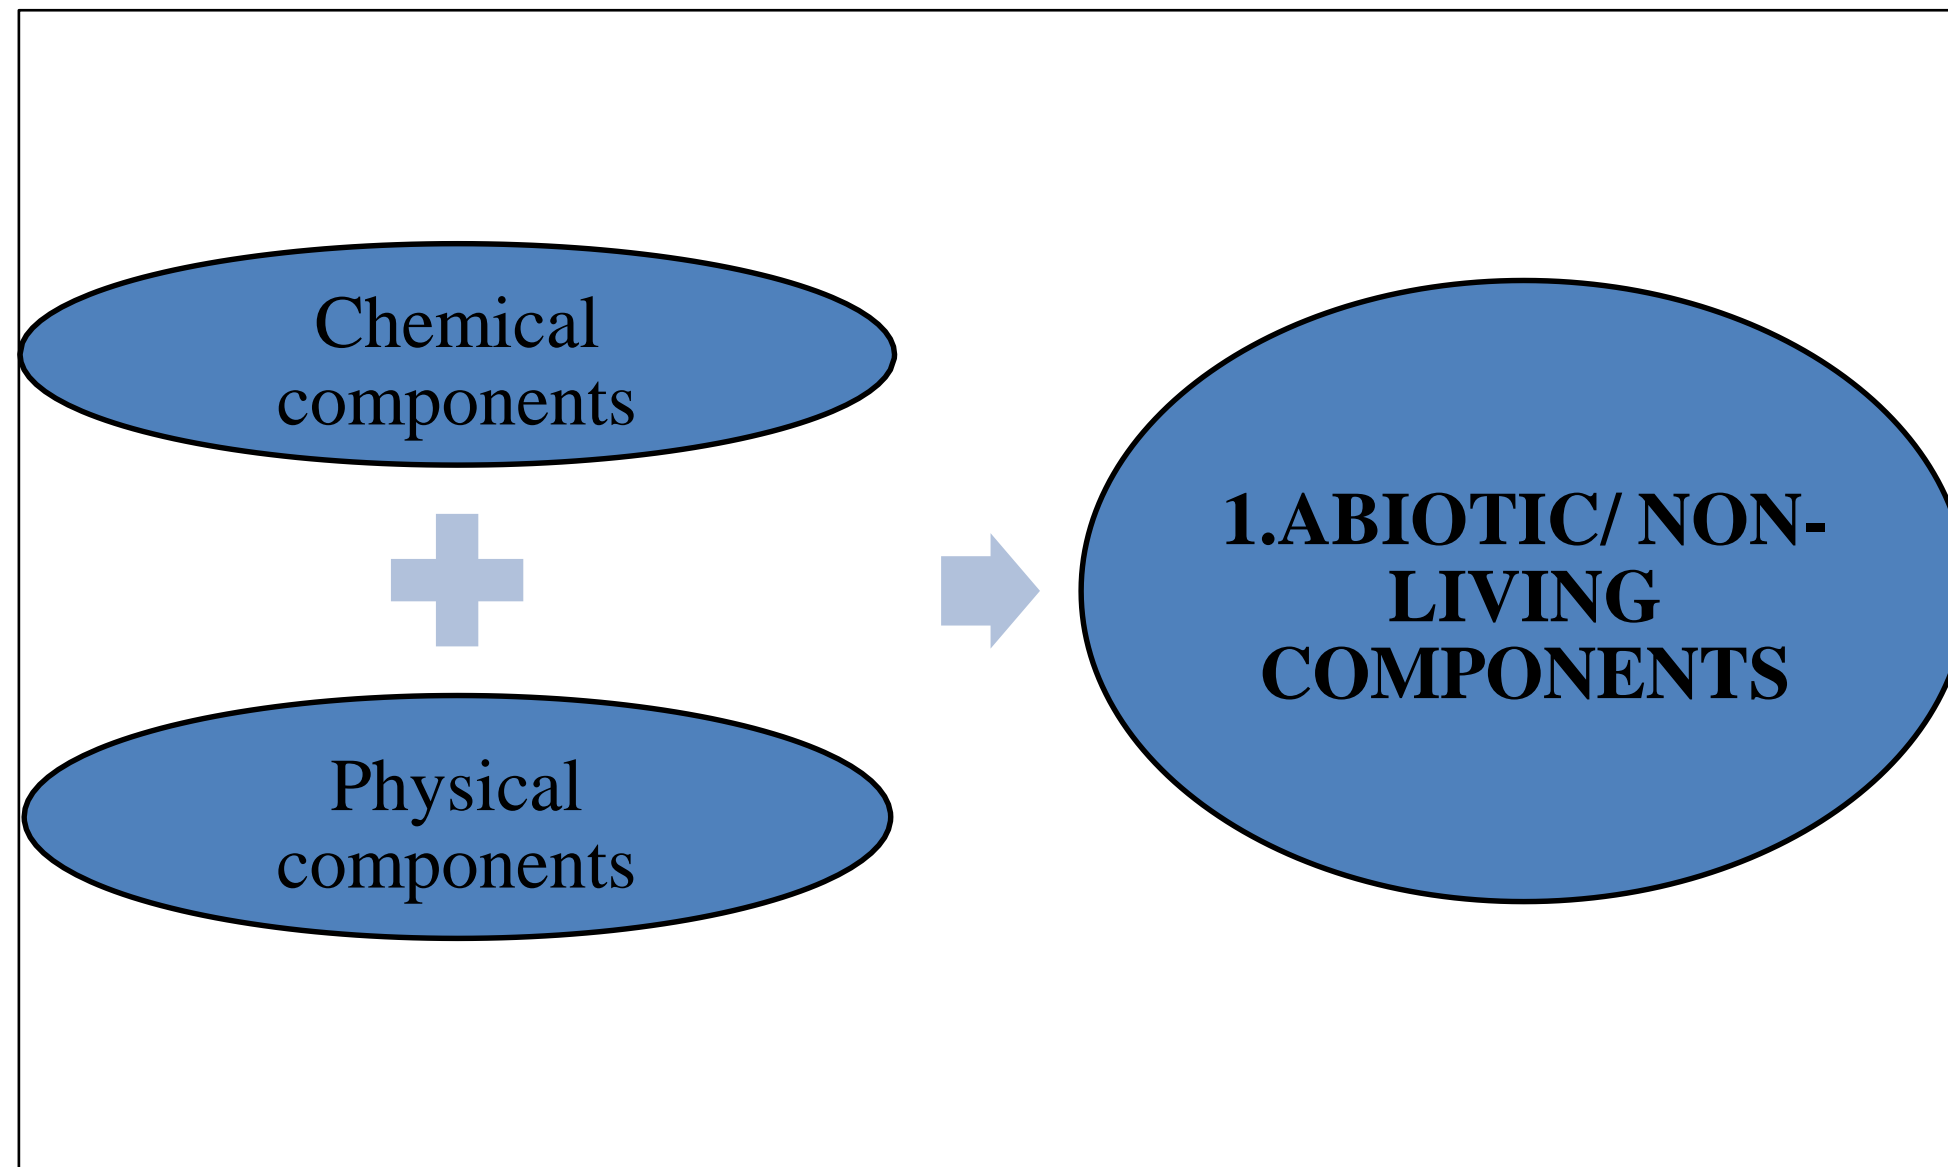 Chemical
components
Physical
components
1.ABIOTIC/ NON-
LIVING
COMPONENTS